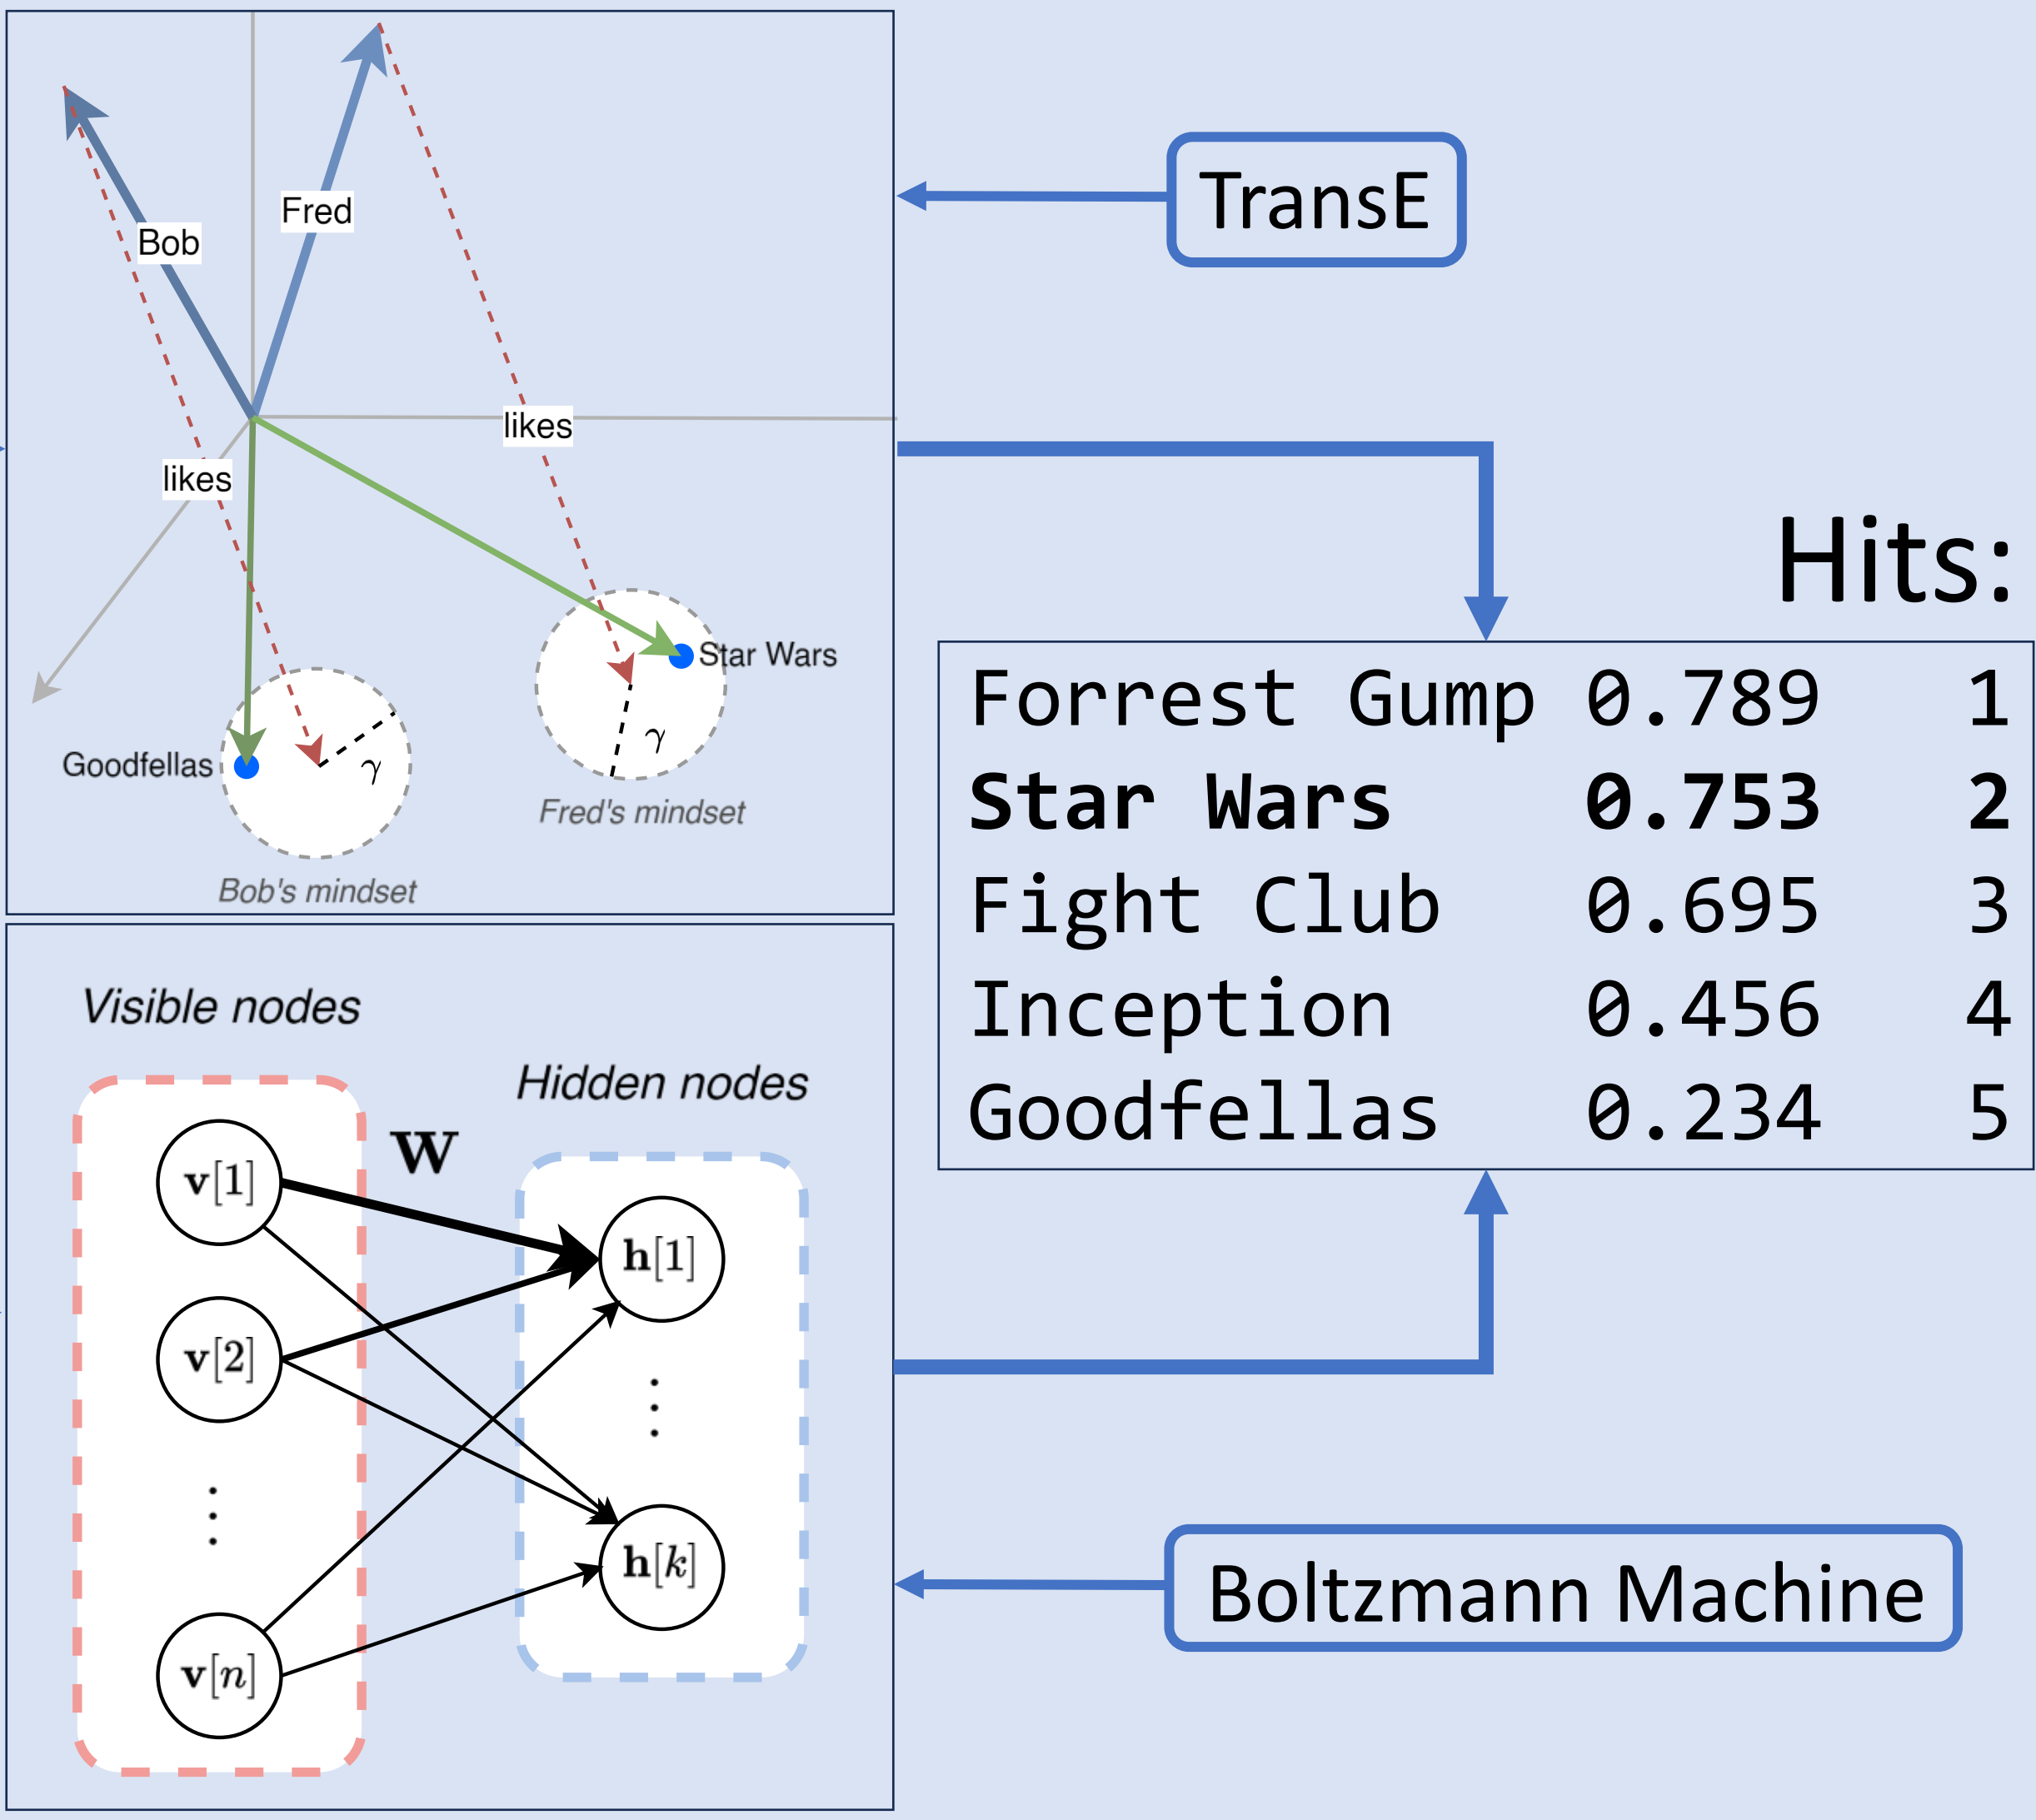 Fred
Bob
likes
likes
Star Wars
γ
Goodfellas
γ
Fred's mindset
Bob's mindset
TransE
Hits:
Forrest Gump 0.789 1
Star Wars 0.753 2
Fight Club 0.695 3
Inception 0.456 4
Goodfellas 0.234 5
Visible nodes
Hidden nodes
W
v[1]
h[1]
v[2]
⋮
⋮
h[k]
v[n]
Boltzmann Machine